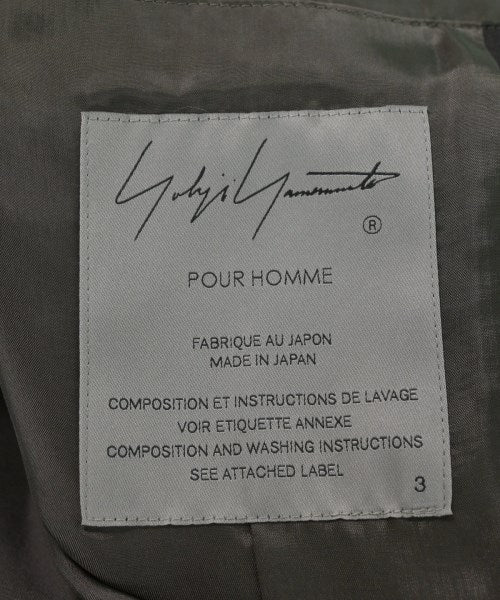 Yohji Yamamoto
®
POUR HOMME
FABRIQUE AU JAPON
MADE IN JAPAN
COMPOSITION ET INSTRUCTIONS DE LAVAGE
VOIR ETIQUETTE ANNEXE
COMPOSITION AND WASHING INSTRUCTIONS
SEE ATTACHED LABEL
3